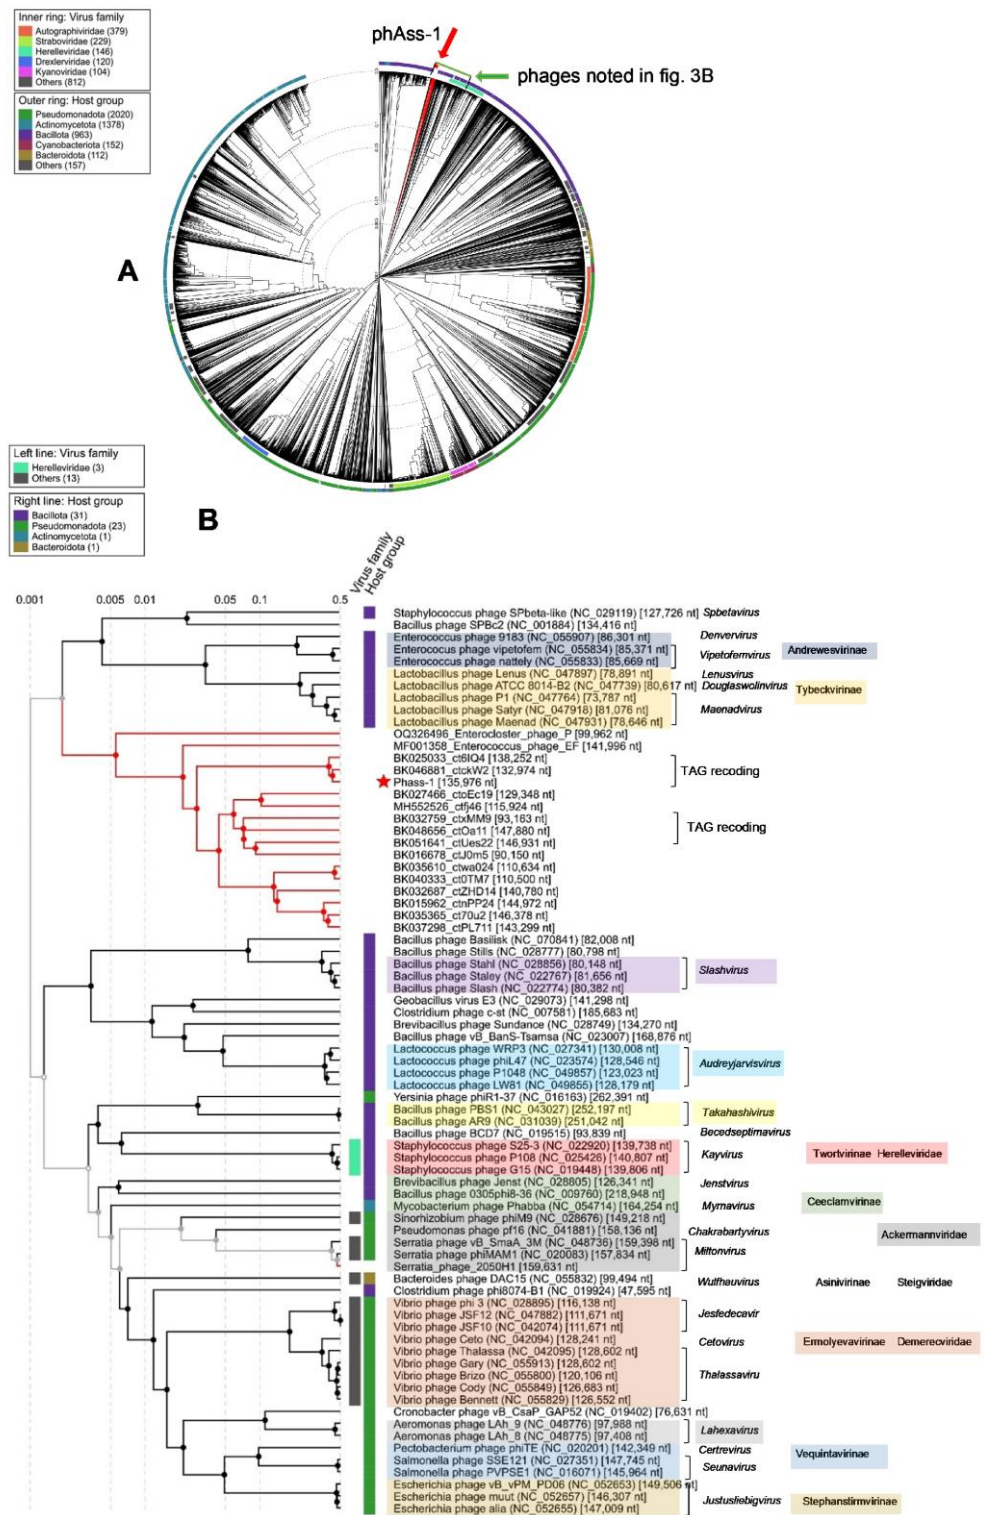 Inner ring: Virus family
Autographiviridae (379)
Straboviridae (229)
Herelleviridae (146)
Drexlerviridae (120)
Kyanoviridae (104)
Others (812)
Outer ring: Host group
Pseudomonadota (2020)
Actinomycetota (1378)
Bacillota (963)
Cyanobacteriota (152)
Bacteroidota (112)
Others (157)
phAss-1
phages noted in fig. 3B
A
Left line: Virus family
Herelleviridae (3)
Others (13)
Right line: Host group
Bacillota (31)
Pseudomonadota (23)
Actinomycetota (1)
Bacteroidota (1)
B
Virus family
Host group
0.001 0.005 0.01 0.05 0.1 0.5
Staphylococcus phage SPbeta-like (NC_029119) [127,726 nt] Spbetavirus
Bacillus phage SPBc2 (NC_001884) [134,416 nt]
Enterococcus phage 9183 (NC_055907) [86,301 nt] Denvervirus
Enterococcus phage vipetofem (NC_055834) [85,371 nt] Vipetofemvirus Andrewesvirinae
Enterococcus phage nattely (NC_055833) [85,669 nt]
Lactobacillus phage Lenus (NC_047897) [78,891 nt] Lenusvirus
Lactobacillus phage ATCC 8014-B2 (NC_047739) [80,617 nt] Douglaswolinvirus Tybeckvirinae
Lactobacillus phage P1 (NC_047764) [73,787 nt]
Lactobacillus phage Satyr (NC_047918) [81,076 nt] Maenadvirus
Lactobacillus phage Maenad (NC_047931) [78,646 nt]
OQ326496_Enterocloster_phage_P [99,962 nt]
MF001358_Enterococcus_phage_EF [141,996 nt]
BK025033_ct6IQ4 [138,252 nt]
BK046881_ctckW2 [132,974 nt] TAG recoding
Phass-1 [135,976 nt]
BK027466_ctoEc19 [129,348 nt]
MH552526_ctfj46 [115,924 nt]
BK032759_ctxMM9 [93,163 nt]
BK048656_ctOa11 [147,880 nt] TAG recoding
BK051641_ctUes22 [146,931 nt]
BK016678_ctJ0m5 [90,150 nt]
BK035610_ctwa024 [110,634 nt]
BK040333_ct0TM7 [110,500 nt]
BK032687_ctZHD14 [140,780 nt]
BK015962_ctnPP24 [144,972 nt]
BK035365_ct70u2 [146,378 nt]
BK037298_ctPL711 [143,299 nt]
Bacillus phage Basilisk (NC_070841) [82,008 nt]
Bacillus phage Stills (NC_028777) [80,798 nt]
Bacillus phage Stahl (NC_028856) [80,148 nt] Slashvirus
Bacillus phage Staley (NC_022767) [81,656 nt]
Bacillus phage Slash (NC_022774) [80,382 nt]
Geobacillus virus E3 (NC_029073) [141,298 nt]
Clostridium phage c-st (NC_007581) [185,683 nt]
Brevibacillus phage Sundance (NC_028749) [134,270 nt]
Bacillus phage vB_BanS-Tsamsa (NC_023007) [168,876 nt]
Lactococcus phage WRP3 (NC_027341) [130,008 nt]
Lactococcus phage phiL47 (NC_023574) [128,546 nt] Audreyjarvisvirus
Lactococcus phage P1048 (NC_049857) [123,023 nt]
Lactococcus phage LW81 (NC_049855) [128,179 nt]
Yersinia phage phiR1-37 (NC_016163) [262,391 nt]
Bacillus phage PBS1 (NC_043027) [252,197 nt] Takahashivirus
Bacillus phage AR9 (NC_031039) [251,042 nt]
Bacillus phage BCD7 (NC_019515) [93,839 nt] Becedseptimavirus
Staphylococcus phage S25-3 (NC_022920) [139,738 nt]
Staphylococcus phage P108 (NC_025426) [140,807 nt] Kayvirus Twortvirinae Herelleviridae
Staphylococcus phage G15 (NC_019448) [139,806 nt]
Brevibacillus phage Jenst (NC_028805) [126,341 nt] Jenstvirus
Bacillus phage 0305phi8-36 (NC_009760) [218,948 nt]
Mycobacterium phage Phabba (NC_054714) [164,254 nt] Myrnavirus Ceeclamvirinae
Sinorhizobium phage phiM9 (NC_028676) [149,218 nt]
Pseudomonas phage pf16 (NC_041881) [158,136 nt] Chakrabartyvirus Ackermannviridae
Serratia phage vB_SmaA_3M (NC_048736) [159,398 nt]
Serratia phage phiMAM1 (NC_020083) [157,834 nt] Miltonvirus
Serratia_phage_2050H1 [159,631 nt]
Bacteroides phage DAC15 (NC_055832) [99,494 nt] Wulfhauvirus Asinivirinae Steigviridae
Clostridium phage phi8074-B1 (NC_019924) [47,595 nt]
Vibrio phage phi 3 (NC_028895) [116,138 nt]
Vibrio phage JSF12 (NC_047882) [111,671 nt] Jesfedecavir
Vibrio phage JSF10 (NC_042074) [111,671 nt]
Vibrio phage Ceto (NC_042094) [128,241 nt] Cetovirus Ermolyevavirinae Demerecviridae
Vibrio phage Thalassa (NC_042095) [128,602 nt]
Vibrio phage Gary (NC_055913) [128,602 nt]
Vibrio phage Brizo (NC_055800) [120,106 nt] Thalassaviru
Vibrio phage Cody (NC_055849) [126,683 nt]
Vibrio phage Bennett (NC_055829) [126,552 nt]
Cronobacter phage vB_CsaP_GAP52 (NC_019402) [76,631 nt]
Aeromonas phage LAh_9 (NC_048776) [97,988 nt] Lahexavirus
Aeromonas phage LAh_8 (NC_048775) [97,408 nt]
Pectobacterium phage phiTE (NC_020201) [142,349 nt] Certrevirus Vequintavirinae
Salmonella phage SSE121 (NC_027351) [147,745 nt] Seunavirus
Salmonella phage PVPSE1 (NC_016071) [145,964 nt]
Escherichia phage vB_vPM_PD06 (NC_052653) [149,506 nt]
Escherichia phage muut (NC_052657) [146,307 nt] Justusliebigvirus Stephanstirmvirinae
Escherichia phage alia (NC_052655) [147,009 nt]